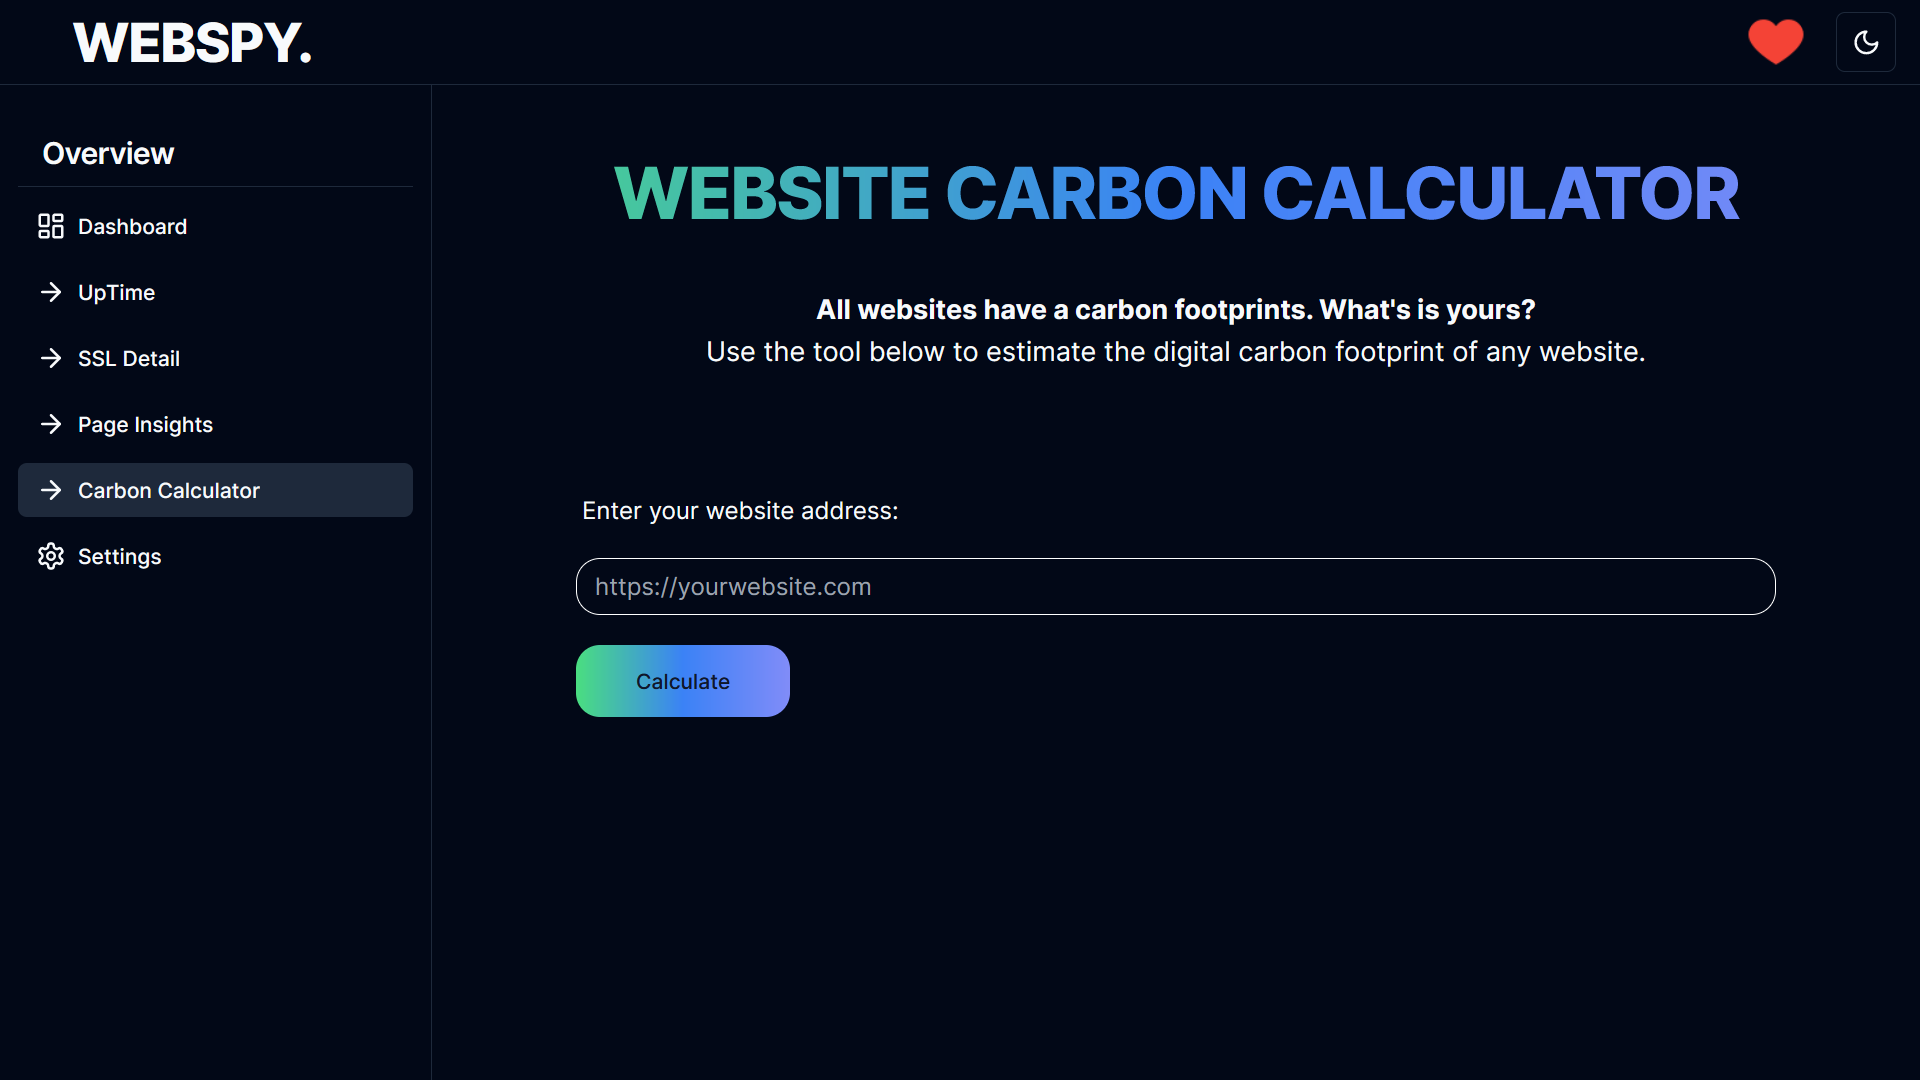 WEBSPY.
Overview
Dashboard
UpTime
SSL Detail
Page Insights
Carbon Calculator
Settings
WEBSITE CARBON CALCULATOR
All websites have a carbon footprints. What's is yours?
Use the tool below to estimate the digital carbon footprint of any website.
Enter your website address:
https://yourwebsite.com
Calculate